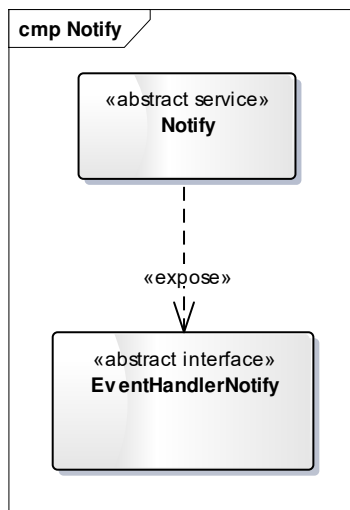 cmp Notify
«abstract service»
Notify
«expose»
«abstract interface»
EventHandlerNotify